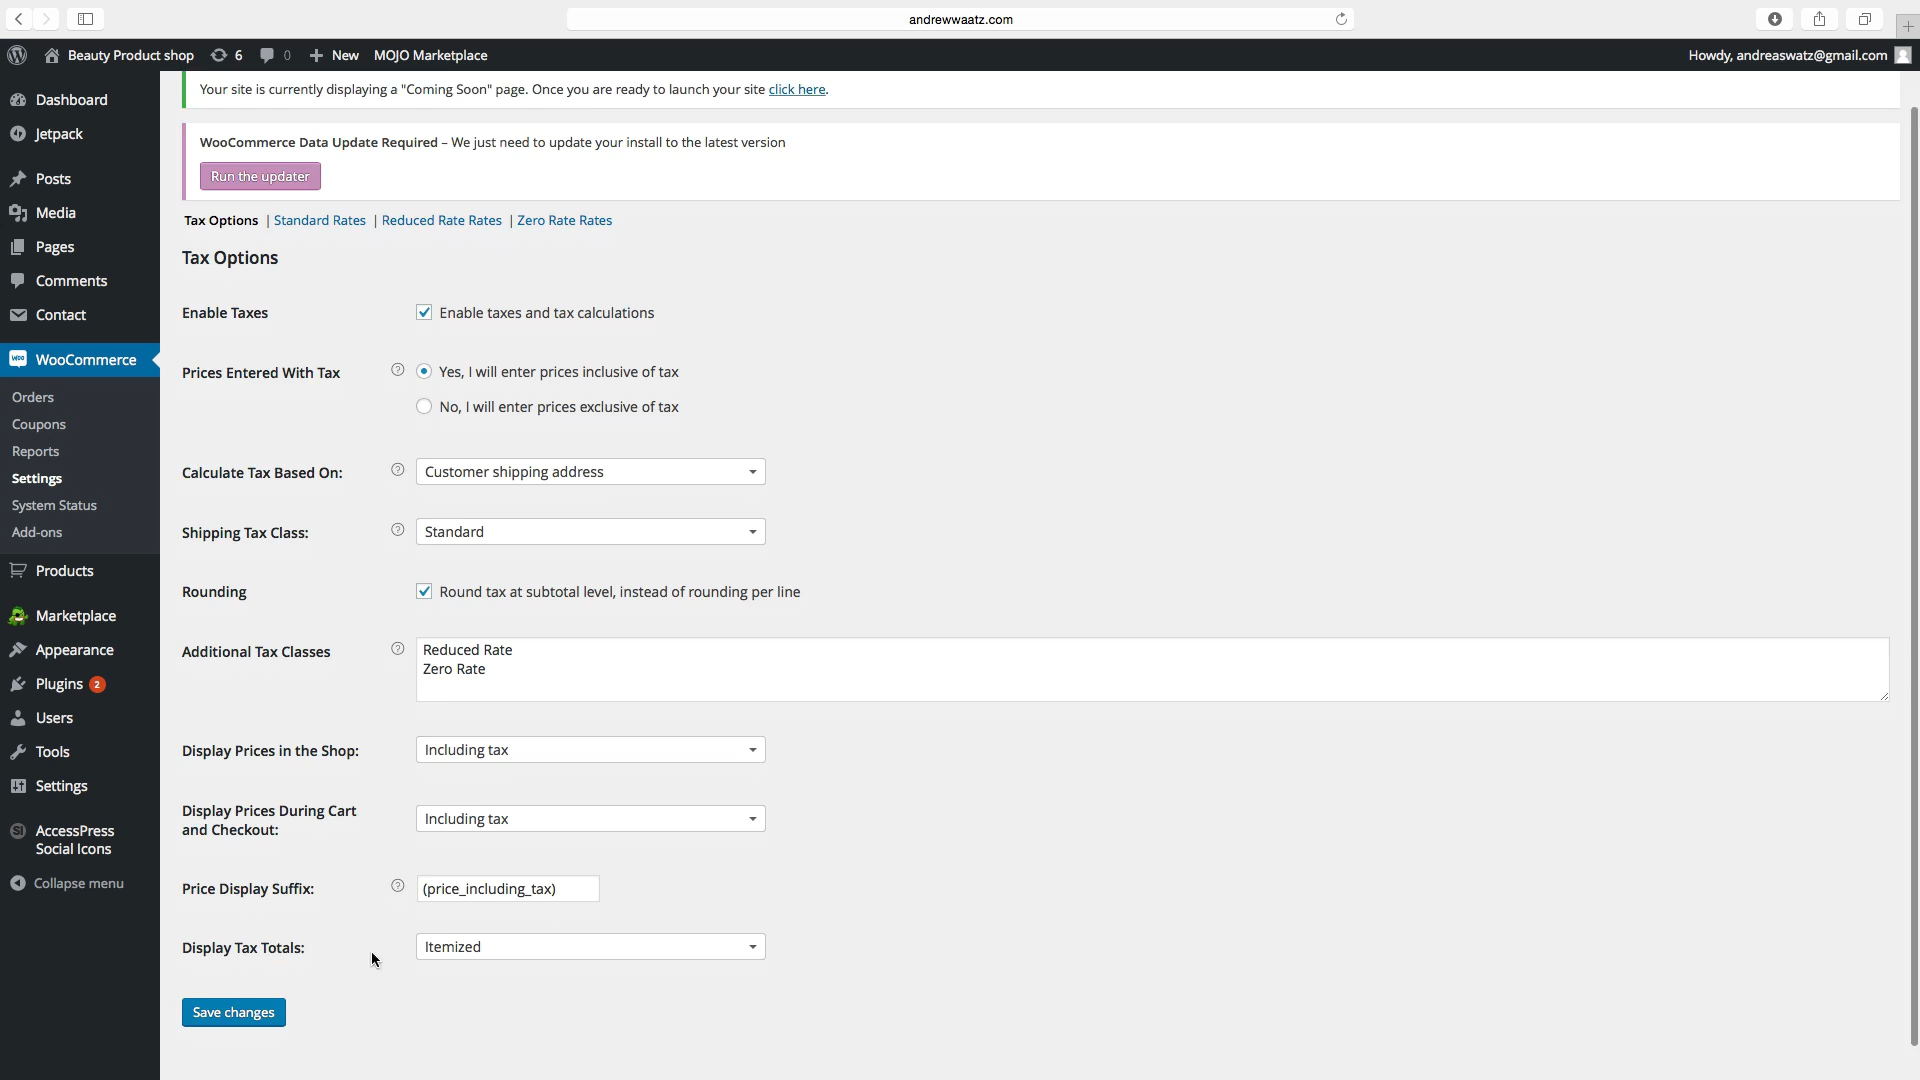 andrewwaatz.com
Beauty Product shop 6 0 New MOJO Marketplace Howdy, andreaswatz@gmail.com
Dashboard
Jetpack
Posts
Media
Pages
Comments
Contact
WooCommerce
Orders
Coupons
Reports
Settings
System Status
Add-ons
Products
Marketplace
Appearance
Plugins 2
Users
Tools
Settings
AccessPress
Social Icons
Collapse menu
Your site is currently displaying a "Coming Soon" page. Once you are ready to launch your site click here.
WooCommerce Data Update Required – We just need to update your install to the latest version
Run the updater
Tax Options | Standard Rates | Reduced Rate Rates | Zero Rate Rates
Tax Options
Enable Taxes Enable taxes and tax calculations
Prices Entered With Tax ? Yes, I will enter prices inclusive of tax
No, I will enter prices exclusive of tax
Calculate Tax Based On: ? Customer shipping address
Shipping Tax Class: ? Standard
Rounding Round tax at subtotal level, instead of rounding per line
Additional Tax Classes ? Reduced Rate
Zero Rate
Display Prices in the Shop: Including tax
Display Prices During Cart
and Checkout: Including tax
Price Display Suffix: ? (price_including_tax)
Display Tax Totals: Itemized
Save changes